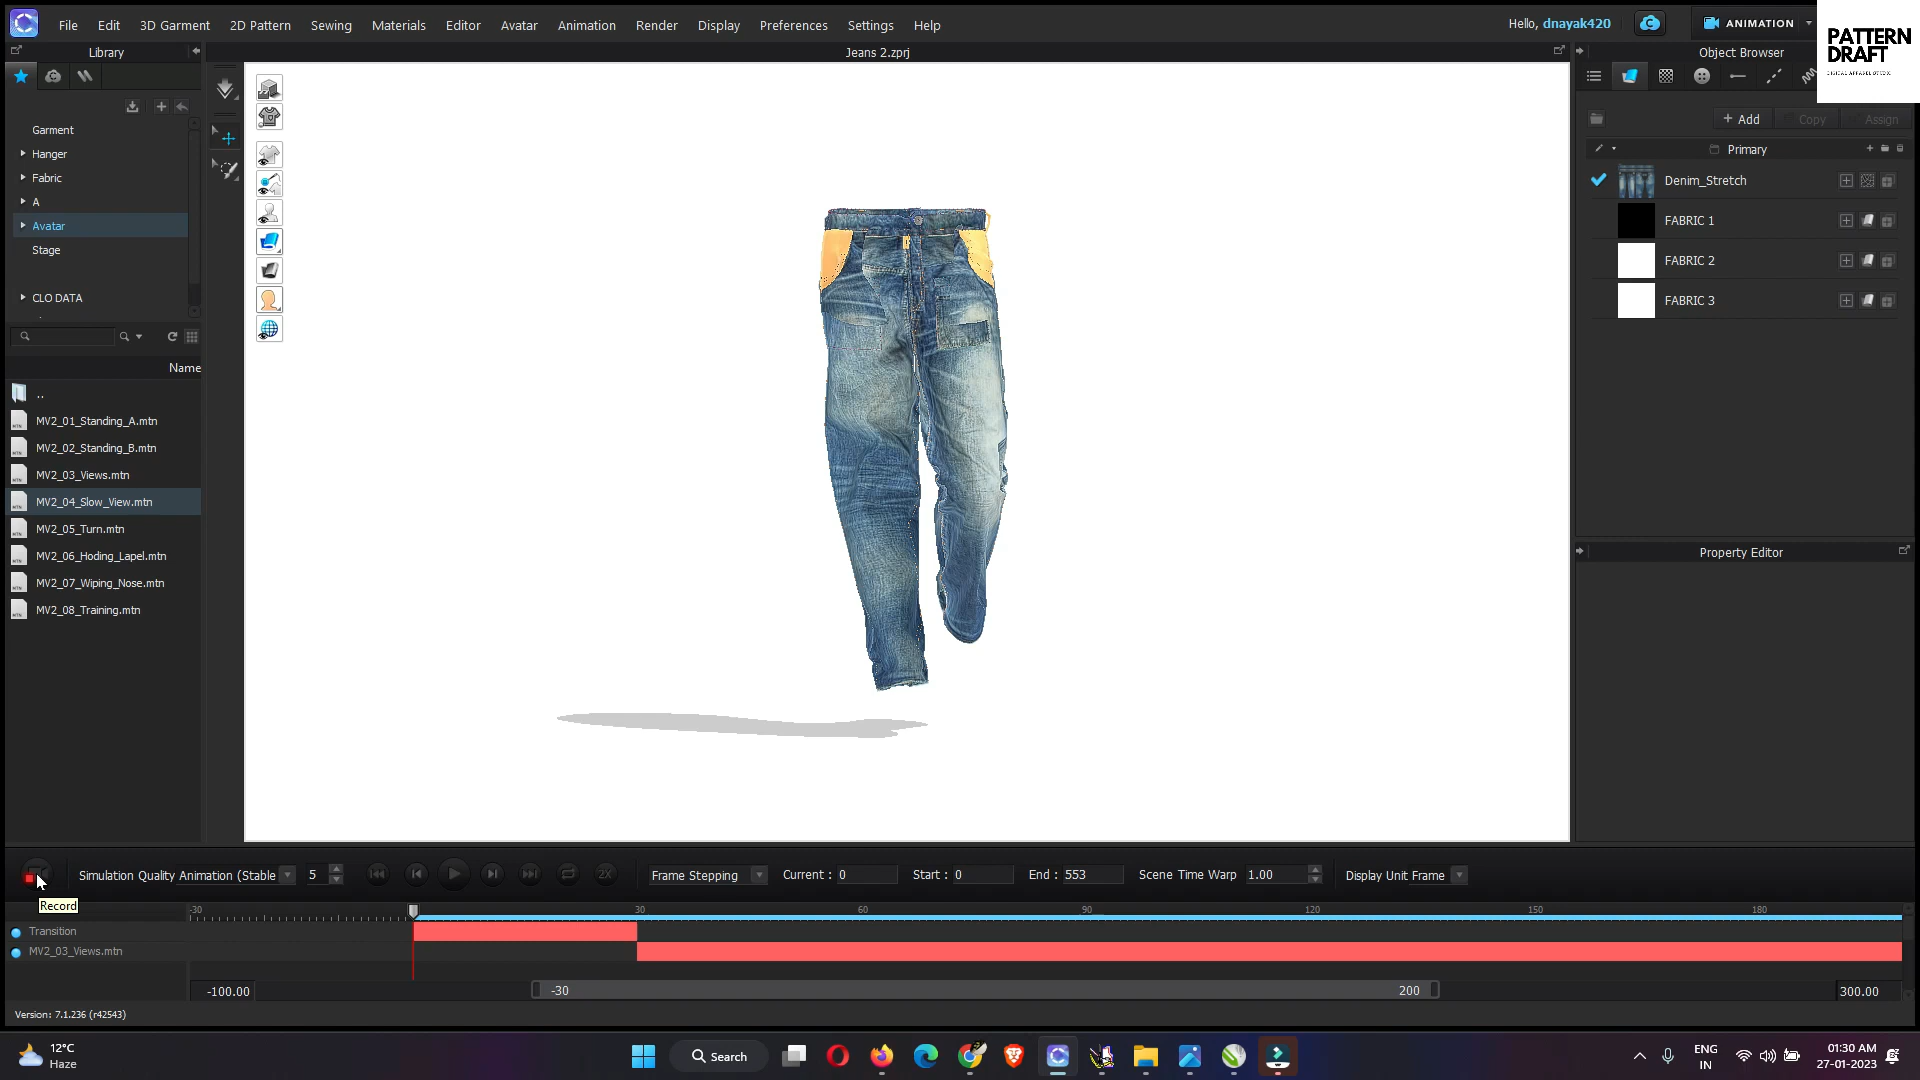 File Edit 3D Garment 2D Pattern Sewing Materials Editor Avatar Animation Render Display Preferences Settings Help
Hello, dnayak420
ANIMATION
PATTERN
DRAFT
DIGICAL APPAREL STUDIO
Library
Jeans 2.zprj
Object Browser
Garment
Hanger
Fabric
A
Avatar
Stage
CLO DATA
Name
..
MV2_01_Standing_A.mtn
MV2_02_Standing_B.mtn
MV2_03_Views.mtn
MV2_04_Slow_View.mtn
MV2_05_Turn.mtn
MV2_06_Hoding_Lapel.mtn
MV2_07_Wiping_Nose.mtn
MV2_08_Training.mtn
+ Add Copy Assign
Primary
Denim_Stretch
FABRIC 1
FABRIC 2
FABRIC 3
Property Editor
Simulation Quality Animation (Stable 5 2X Frame Stepping Current : 0 Start : 0 End : 553 Scene Time Warp 1.00 Display Unit Frame
Record
-30 30 60 90 120 150 180
Transition
MV2_03_Views.mtn
-100.00 -30 200 300.00
Version: 7.1.236 (r42543)
12°C
Haze
Search
ENG
IN
01:30 AM
27-01-2023